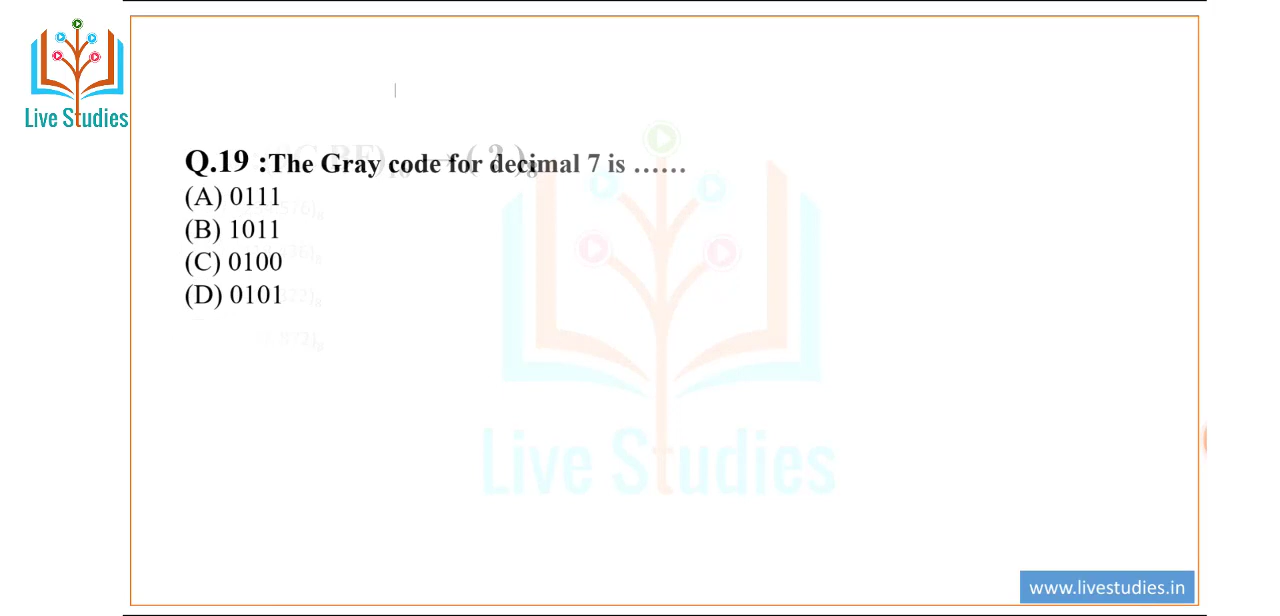 Live Studies
Q.19 :The Gray code for decimal 7 is ......
(A) 0111
(B) 1011
(C) 0100
(D) 0101
Live Studies
www.livestudies.in